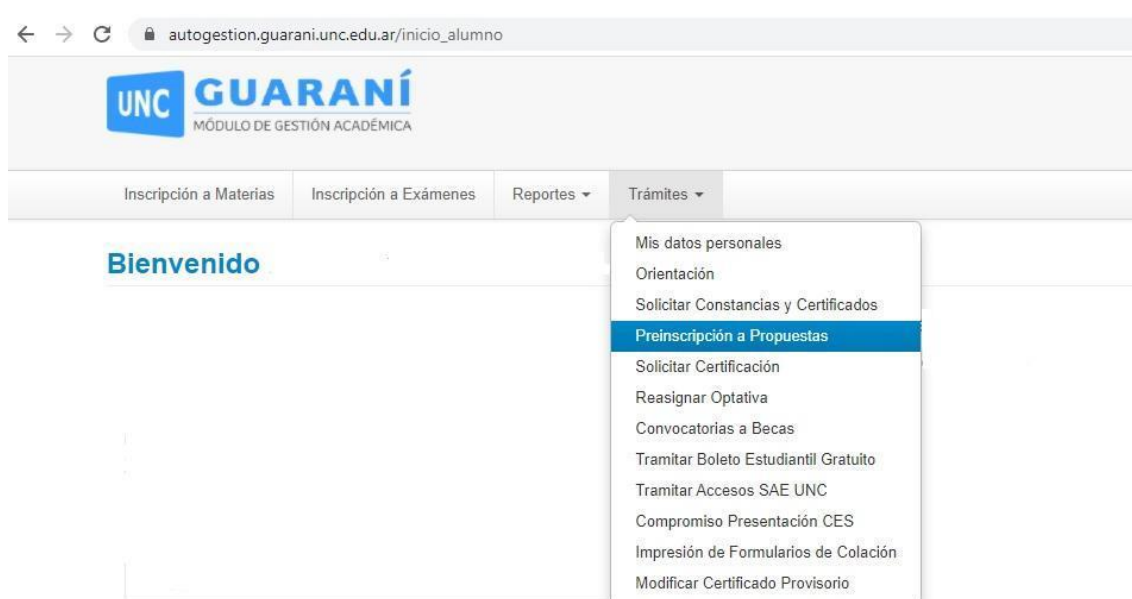 autogestion.guarani.unc.edu.ar/inicio_alumno
UNC GUARANÍ
MÓDULO DE GESTIÓN ACADÉMICA
Inscripción a Materias Inscripción a Exámenes Reportes Trámites
Bienvenido
Mis datos personales
Orientación
Solicitar Constancias y Certificados
Preinscripción a Propuestas
Solicitar Certificación
Reasignar Optativa
Convocatorias a Becas
Tramitar Boleto Estudiantil Gratuito
Tramitar Accesos SAE UNC
Compromiso Presentación CES
Impresión de Formularios de Colación
Modificar Certificado Provisorio